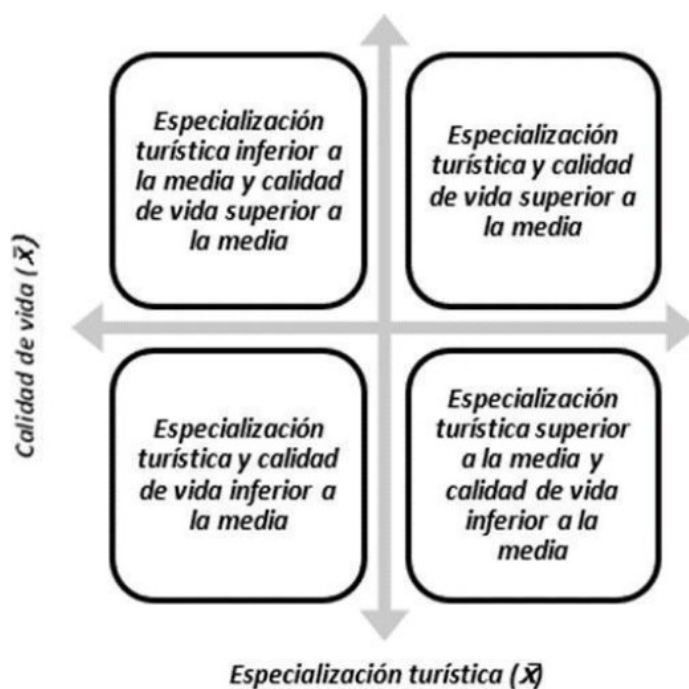 Especialización
turística inferior a
la media y calidad
de vida superior a
la media
Especialización
turística y calidad
de vida superior a
la media
Calidad de vida (x̄)
Especialización
turística y calidad
de vida inferior a
la media
Especialización
turística superior
a la media y
calidad de vida
inferior a la
media
Especialización turística (x̄)